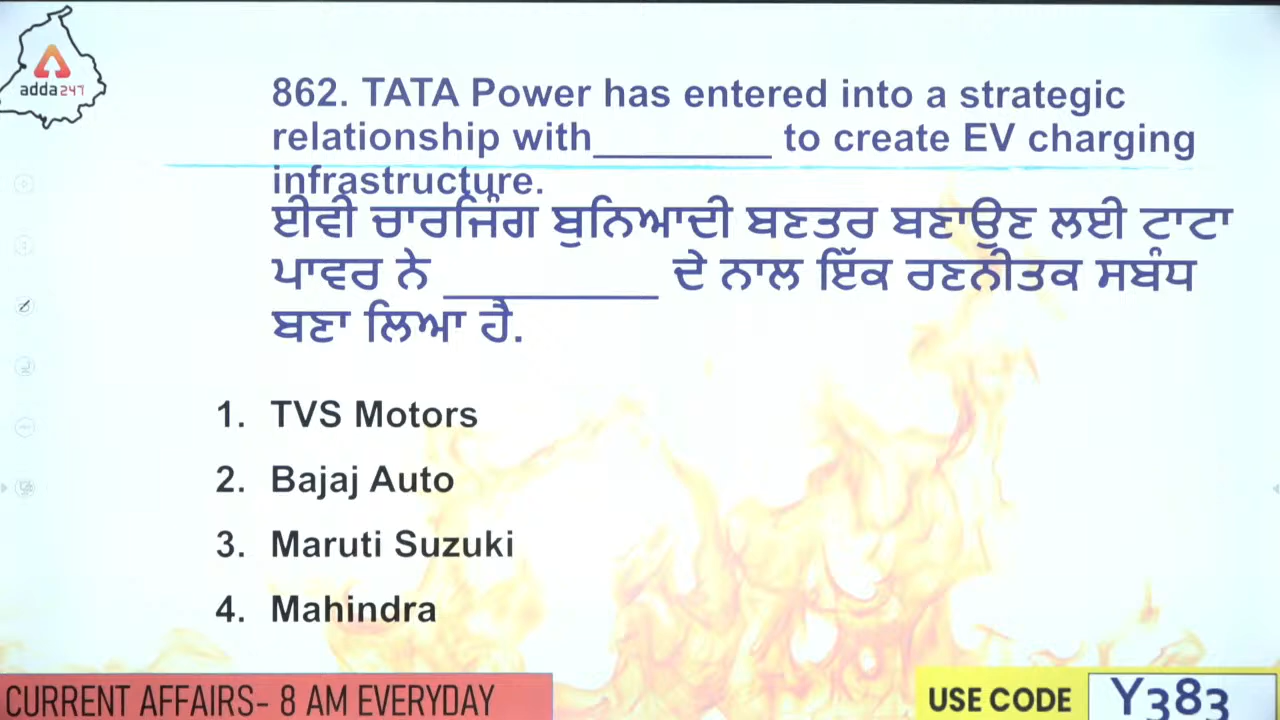 adda247
862. TATA Power has entered into a strategic
relationship with_________ to create EV charging
infrastructure.
ਈਵੀ ਚਾਰਜਿੰਗ ਬੁਨਿਆਦੀ ਬਣਤਰ ਬਣਾਉਣ ਲਈ ਟਾਟਾ
ਪਾਵਰ ਨੇ __________ ਦੇ ਨਾਲ ਇੱਕ ਰਣਨੀਤਕ ਸਬੰਧ
ਬਣਾ ਲਿਆ ਹੈ.
1. TVS Motors
2. Bajaj Auto
3. Maruti Suzuki
4. Mahindra
CURRENT AFFAIRS- 8 AM EVERYDAY
USE CODE Y383